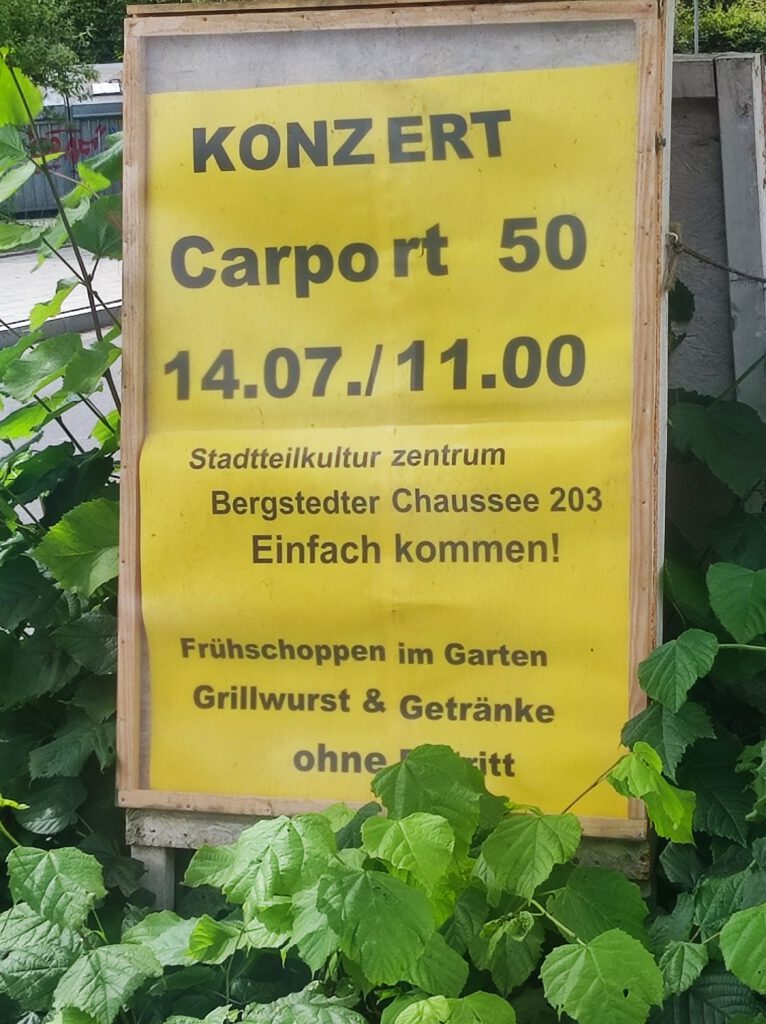 KONZERT
Carport 50
14.07./11.00
Stadtteilkultur zentrum
Bergstedter Chaussee 203
Einfach kommen!
Frühschoppen im Garten
Grillwurst & Getränke
ohne